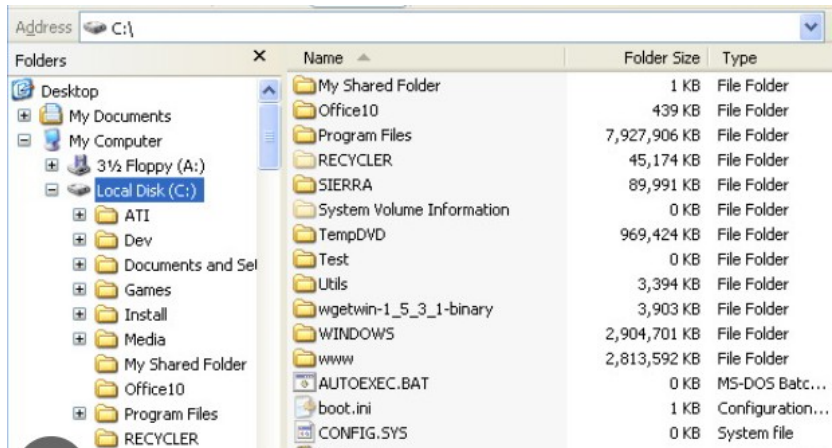 Address C:\
Folders × Name Folder Size Type
Desktop
My Documents
My Computer
3½ Floppy (A:)
Local Disk (C:)
ATI
Dev
Documents and Set
Games
Install
Media
My Shared Folder
Office10
Program Files
RECYCLER
My Shared Folder 1 KB File Folder
Office10 439 KB File Folder
Program Files 7,927,906 KB File Folder
RECYCLER 45,174 KB File Folder
SIERRA 89,991 KB File Folder
System Volume Information 0 KB File Folder
TempDVD 969,424 KB File Folder
Test 0 KB File Folder
Utils 3,394 KB File Folder
wgetwin-1_5_3_1-binary 3,903 KB File Folder
WINDOWS 2,904,701 KB File Folder
www 2,813,592 KB File Folder
AUTOEXEC.BAT 0 KB MS-DOS Batc...
boot.ini 1 KB Configuration...
CONFIG.SYS 0 KB System file